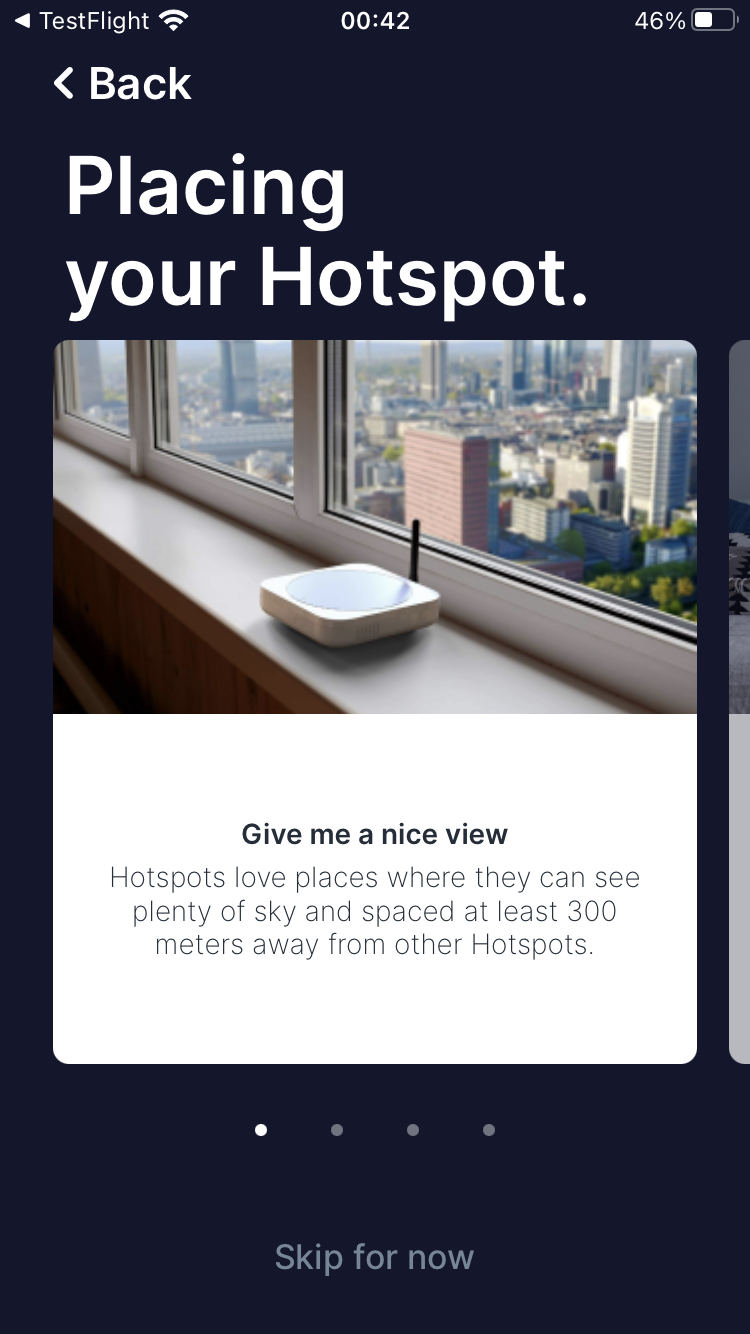 TestFlight 00:42 46%
Back
Placing
your Hotspot.
Give me a nice view
Hotspots love places where they can see
plenty of sky and spaced at least 300
meters away from other Hotspots.
Skip for now